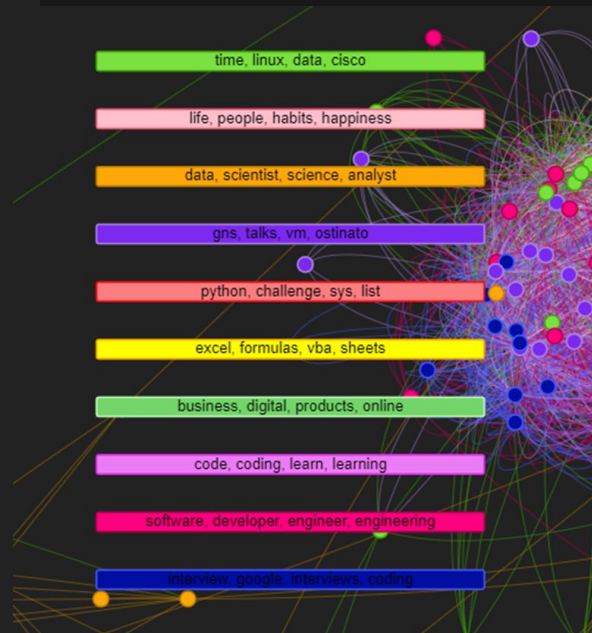 time, linux, data, cisco
life, people, habits, happiness
data, scientist, science, analyst
gns, talks, vm, ostinato
python, challenge, sys, list
excel, formulas, vba, sheets
business, digital, products, online
code, coding, learn, learning
software, developer, engineer, engineering
interview, google, interviews, coding